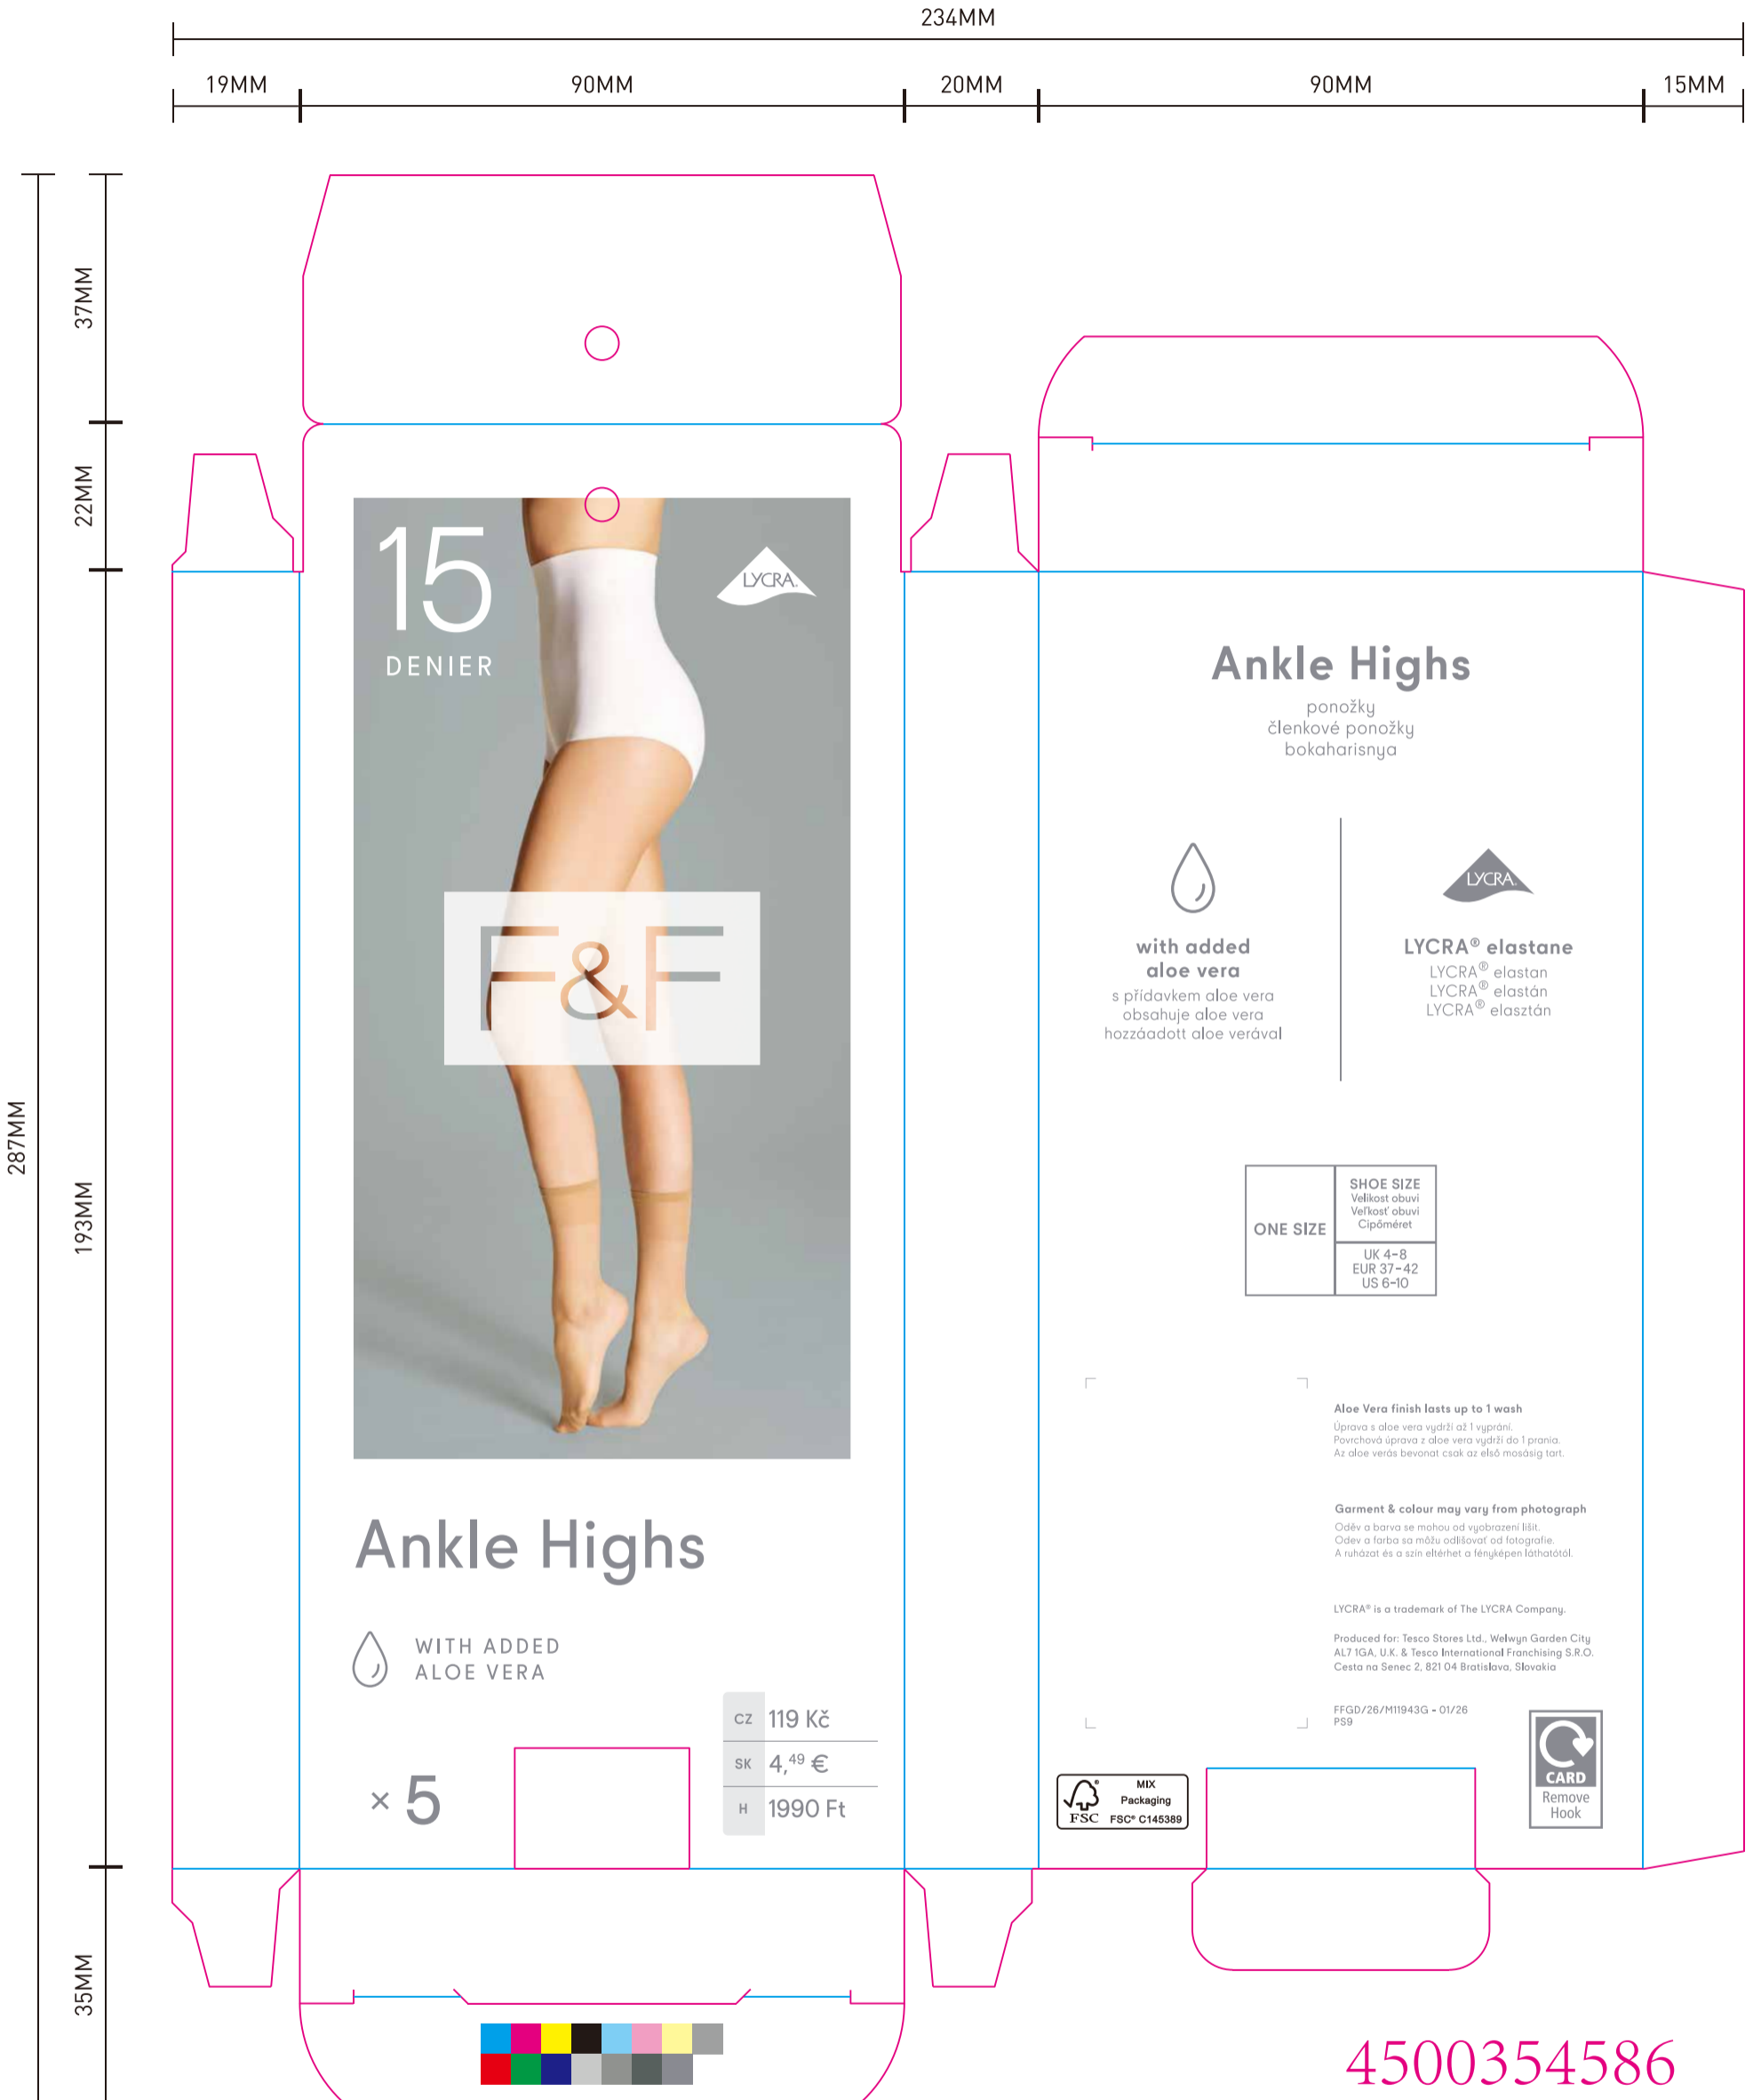 234MM
19MM
90MM
20MM
90MM
15MM
287MM
37MM
22MM
193MM
35MM
15
DENIER
LYCRA
F&F
Ankle Highs
WITH ADDED
ALOE VERA
× 5
CZ 119 Kč
SK 4,49 €
H 1990 Ft
Ankle Highs
ponožky
členkové ponožky
bokaharisnya
with added
aloe vera
s přídavkem aloe vera
obsahuje aloe vera
hozzáadott aloe verával
LYCRA
LYCRA® elastane
LYCRA® elastan
LYCRA® elastán
LYCRA® elasztán
ONE SIZE
SHOE SIZE
Velikost obuvi
Veľkosť obuvi
Cipőméret
UK 4-8
EUR 37-42
US 6-10
Aloe Vera finish lasts up to 1 wash
Úprava s aloe vera vydrží až 1 vyprání.
Povrchová úprava z aloe vera vydrží do 1 prania.
Az aloe verás bevonat csak az első mosásig tart.
Garment & colour may vary from photograph
Oděv a barva se mohou od vyobrazení lišit.
Odev a farba sa môžu odlišovať od fotografie.
A ruházat és a szín eltérhet a fényképen láthatótól.
LYCRA® is a trademark of The LYCRA Company.
Produced for: Tesco Stores Ltd., Welwyn Garden City
AL7 1GA, U.K. & Tesco International Franchising S.R.O.
Cesta na Senec 2, 821 04 Bratislava, Slovakia
FFGD/26/M11943G - 01/26
PS9
FSC
MIX
Packaging
FSC® C145389
CARD
Remove
Hook
4500354586